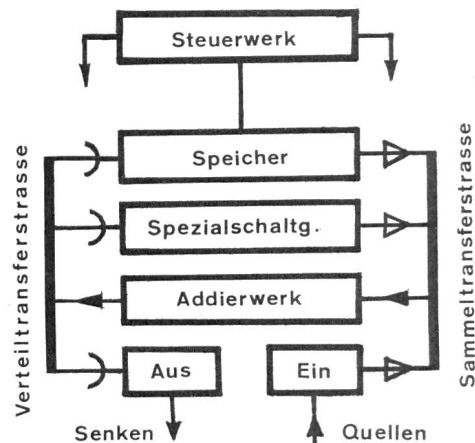 Steuerwerk
Verteiltransferstrasse
Speicher
Spezialschaltg.
Addierwerk
Aus
Ein
Sammeltransferstrasse
Senken
Quellen